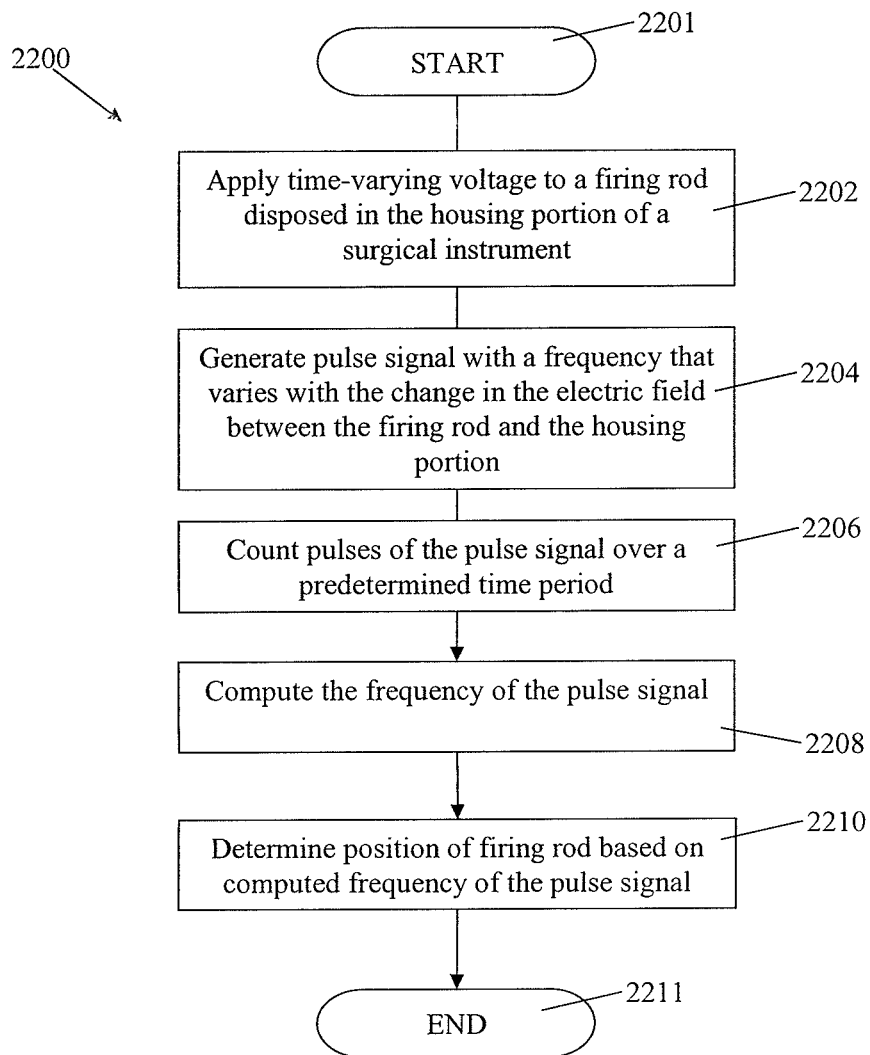 2201
START
2200
Apply time-varying voltage to a firing rod
disposed in the housing portion of a
surgical instrument
2202
Generate pulse signal with a frequency that
varies with the change in the electric field
between the firing rod and the housing
portion
2204
Count pulses of the pulse signal over a
predetermined time period
2206
Compute the frequency of the pulse signal
2208
Determine position of firing rod based on
computed frequency of the pulse signal
2210
2211
END